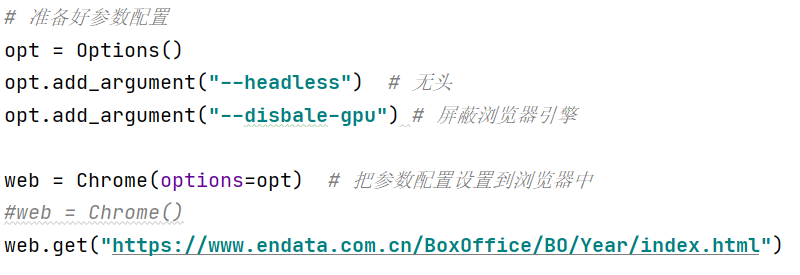 # 准备好参数配置
opt = Options()
opt.add_argument("--headless")  # 无头
opt.add_argument("--disbale-gpu") # 屏蔽浏览器引擎
web = Chrome(options=opt)  # 把参数配置设置到浏览器中
#web = Chrome()
web.get("https://www.endata.com.cn/BoxOffice/BO/Year/index.html")